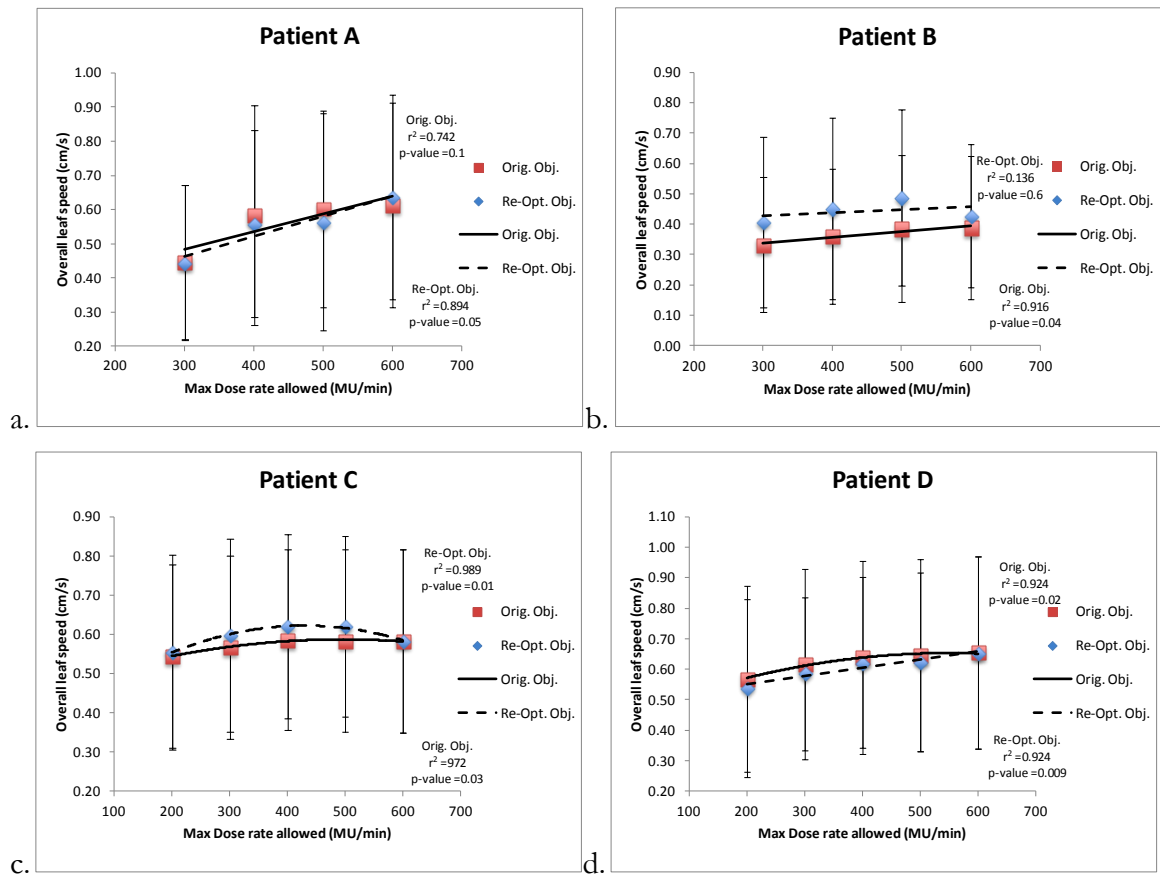 Patient A
Overall leaf speed (cm/s)
1.00
0.90
0.80
0.70
0.60
0.50
0.40
0.30
0.20
Orig. Obj.
r² =0.742
p-value =0.1
Re-Opt. Obj.
r² =0.894
p-value =0.05
Orig. Obj.
Re-Opt. Obj.
Orig. Obj.
Re-Opt. Obj.
200 300 400 500 600 700
Max Dose rate allowed (MU/min)
a.
Patient B
Overall leaf speed (cm/s)
0.90
0.80
0.70
0.60
0.50
0.40
0.30
0.20
0.10
0.00
Re-Opt. Obj.
r² =0.136
p-value =0.6
Orig. Obj.
r² =0.916
p-value =0.04
Orig. Obj.
Re-Opt. Obj.
Orig. Obj.
Re-Opt. Obj.
200 300 400 500 600 700
Max Dose rate allowed (MU/min)
b.
Patient C
Overall leaf speed (cm/s)
0.90
0.80
0.70
0.60
0.50
0.40
0.30
0.20
Re-Opt. Obj.
r² =0.989
p-value =0.01
Orig. Obj.
r² =972
p-value =0.03
Orig. Obj.
Re-Opt. Obj.
Orig. Obj.
Re-Opt. Obj.
100 200 300 400 500 600 700
Max Dose rate allowed (MU/min)
c.
Patient D
Overall leaf speed (cm/s)
1.10
1.00
0.90
0.80
0.70
0.60
0.50
0.40
0.30
0.20
Orig. Obj.
r² =0.924
p-value =0.02
Re-Opt. Obj.
r² =0.924
p-value =0.009
Orig. Obj.
Re-Opt. Obj.
Orig. Obj.
Re-Opt. Obj.
100 200 300 400 500 600 700
Max Dose rate allowed (MU/min)
d.